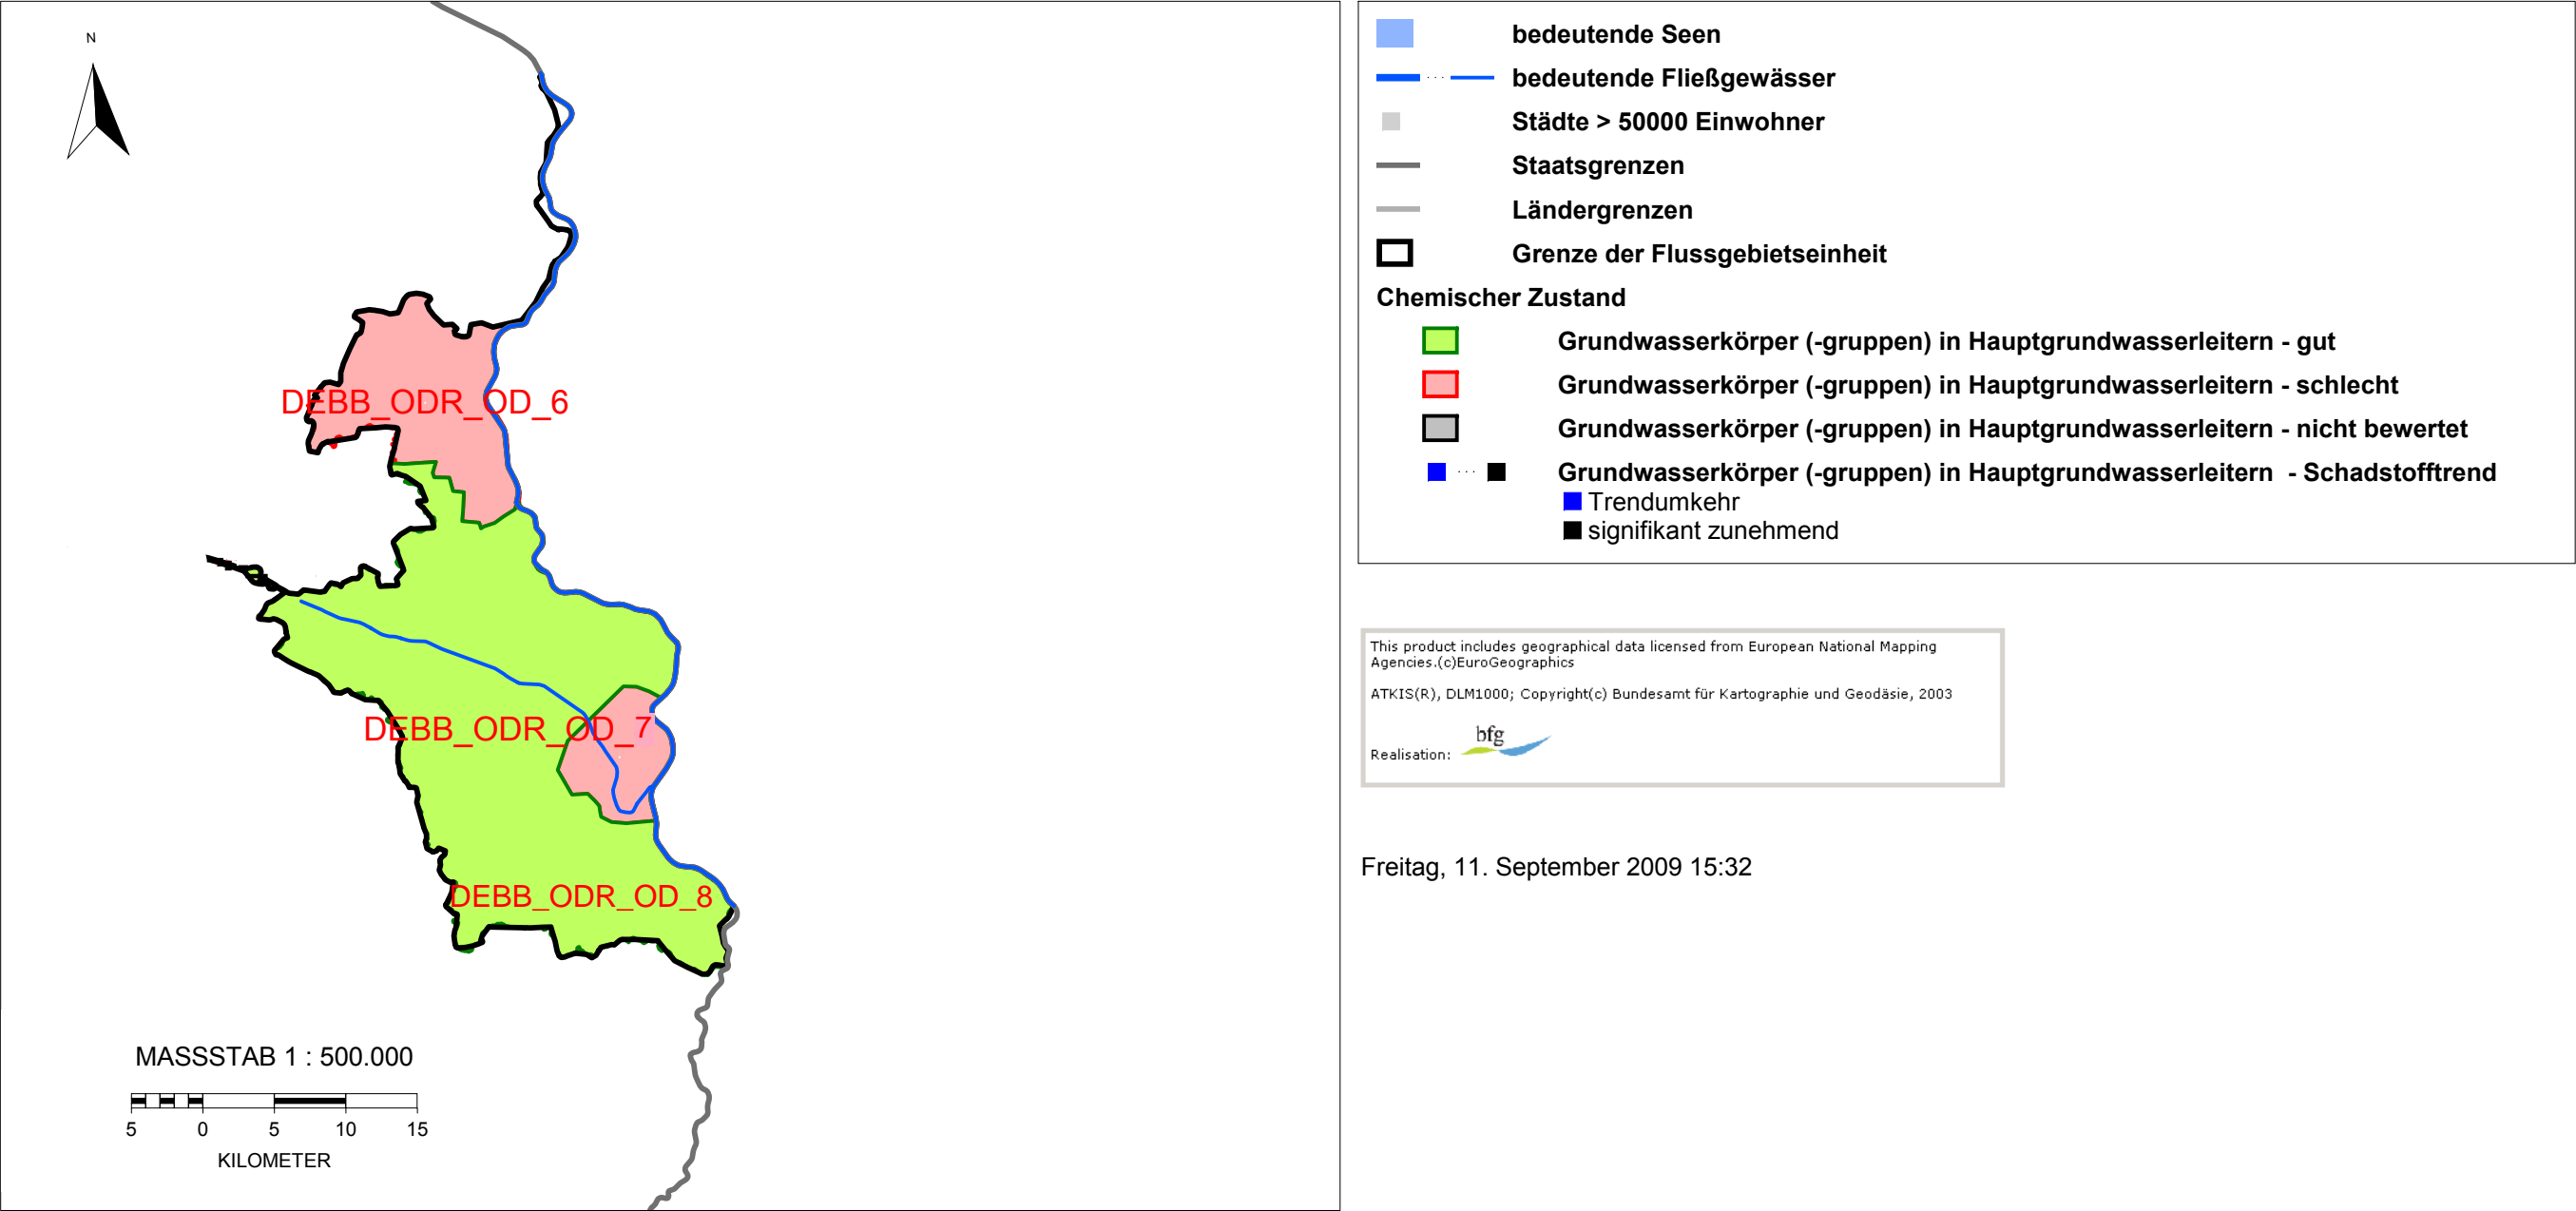 N
DEBB_ODR_OD_6
DEBB_ODR_OD_7
DEBB_ODR_OD_8
MASSSTAB 1 : 500.000
5 0 5 10 15
KILOMETER
bedeutende Seen
bedeutende Fließgewässer
Städte > 50000 Einwohner
Staatsgrenzen
Ländergrenzen
Grenze der Flussgebietseinheit
Chemischer Zustand
Grundwasserkörper (-gruppen) in Hauptgrundwasserleitern - gut
Grundwasserkörper (-gruppen) in Hauptgrundwasserleitern - schlecht
Grundwasserkörper (-gruppen) in Hauptgrundwasserleitern - nicht bewertet
Grundwasserkörper (-gruppen) in Hauptgrundwasserleitern - Schadstofftrend
Trendumkehr
signifikant zunehmend
This product includes geographical data licensed from European National Mapping
Agencies.(c)EuroGeographics
ATKIS(R), DLM1000; Copyright(c) Bundesamt für Kartographie und Geodäsie, 2003
bfg
Realisation:
Freitag, 11. September 2009 15:32